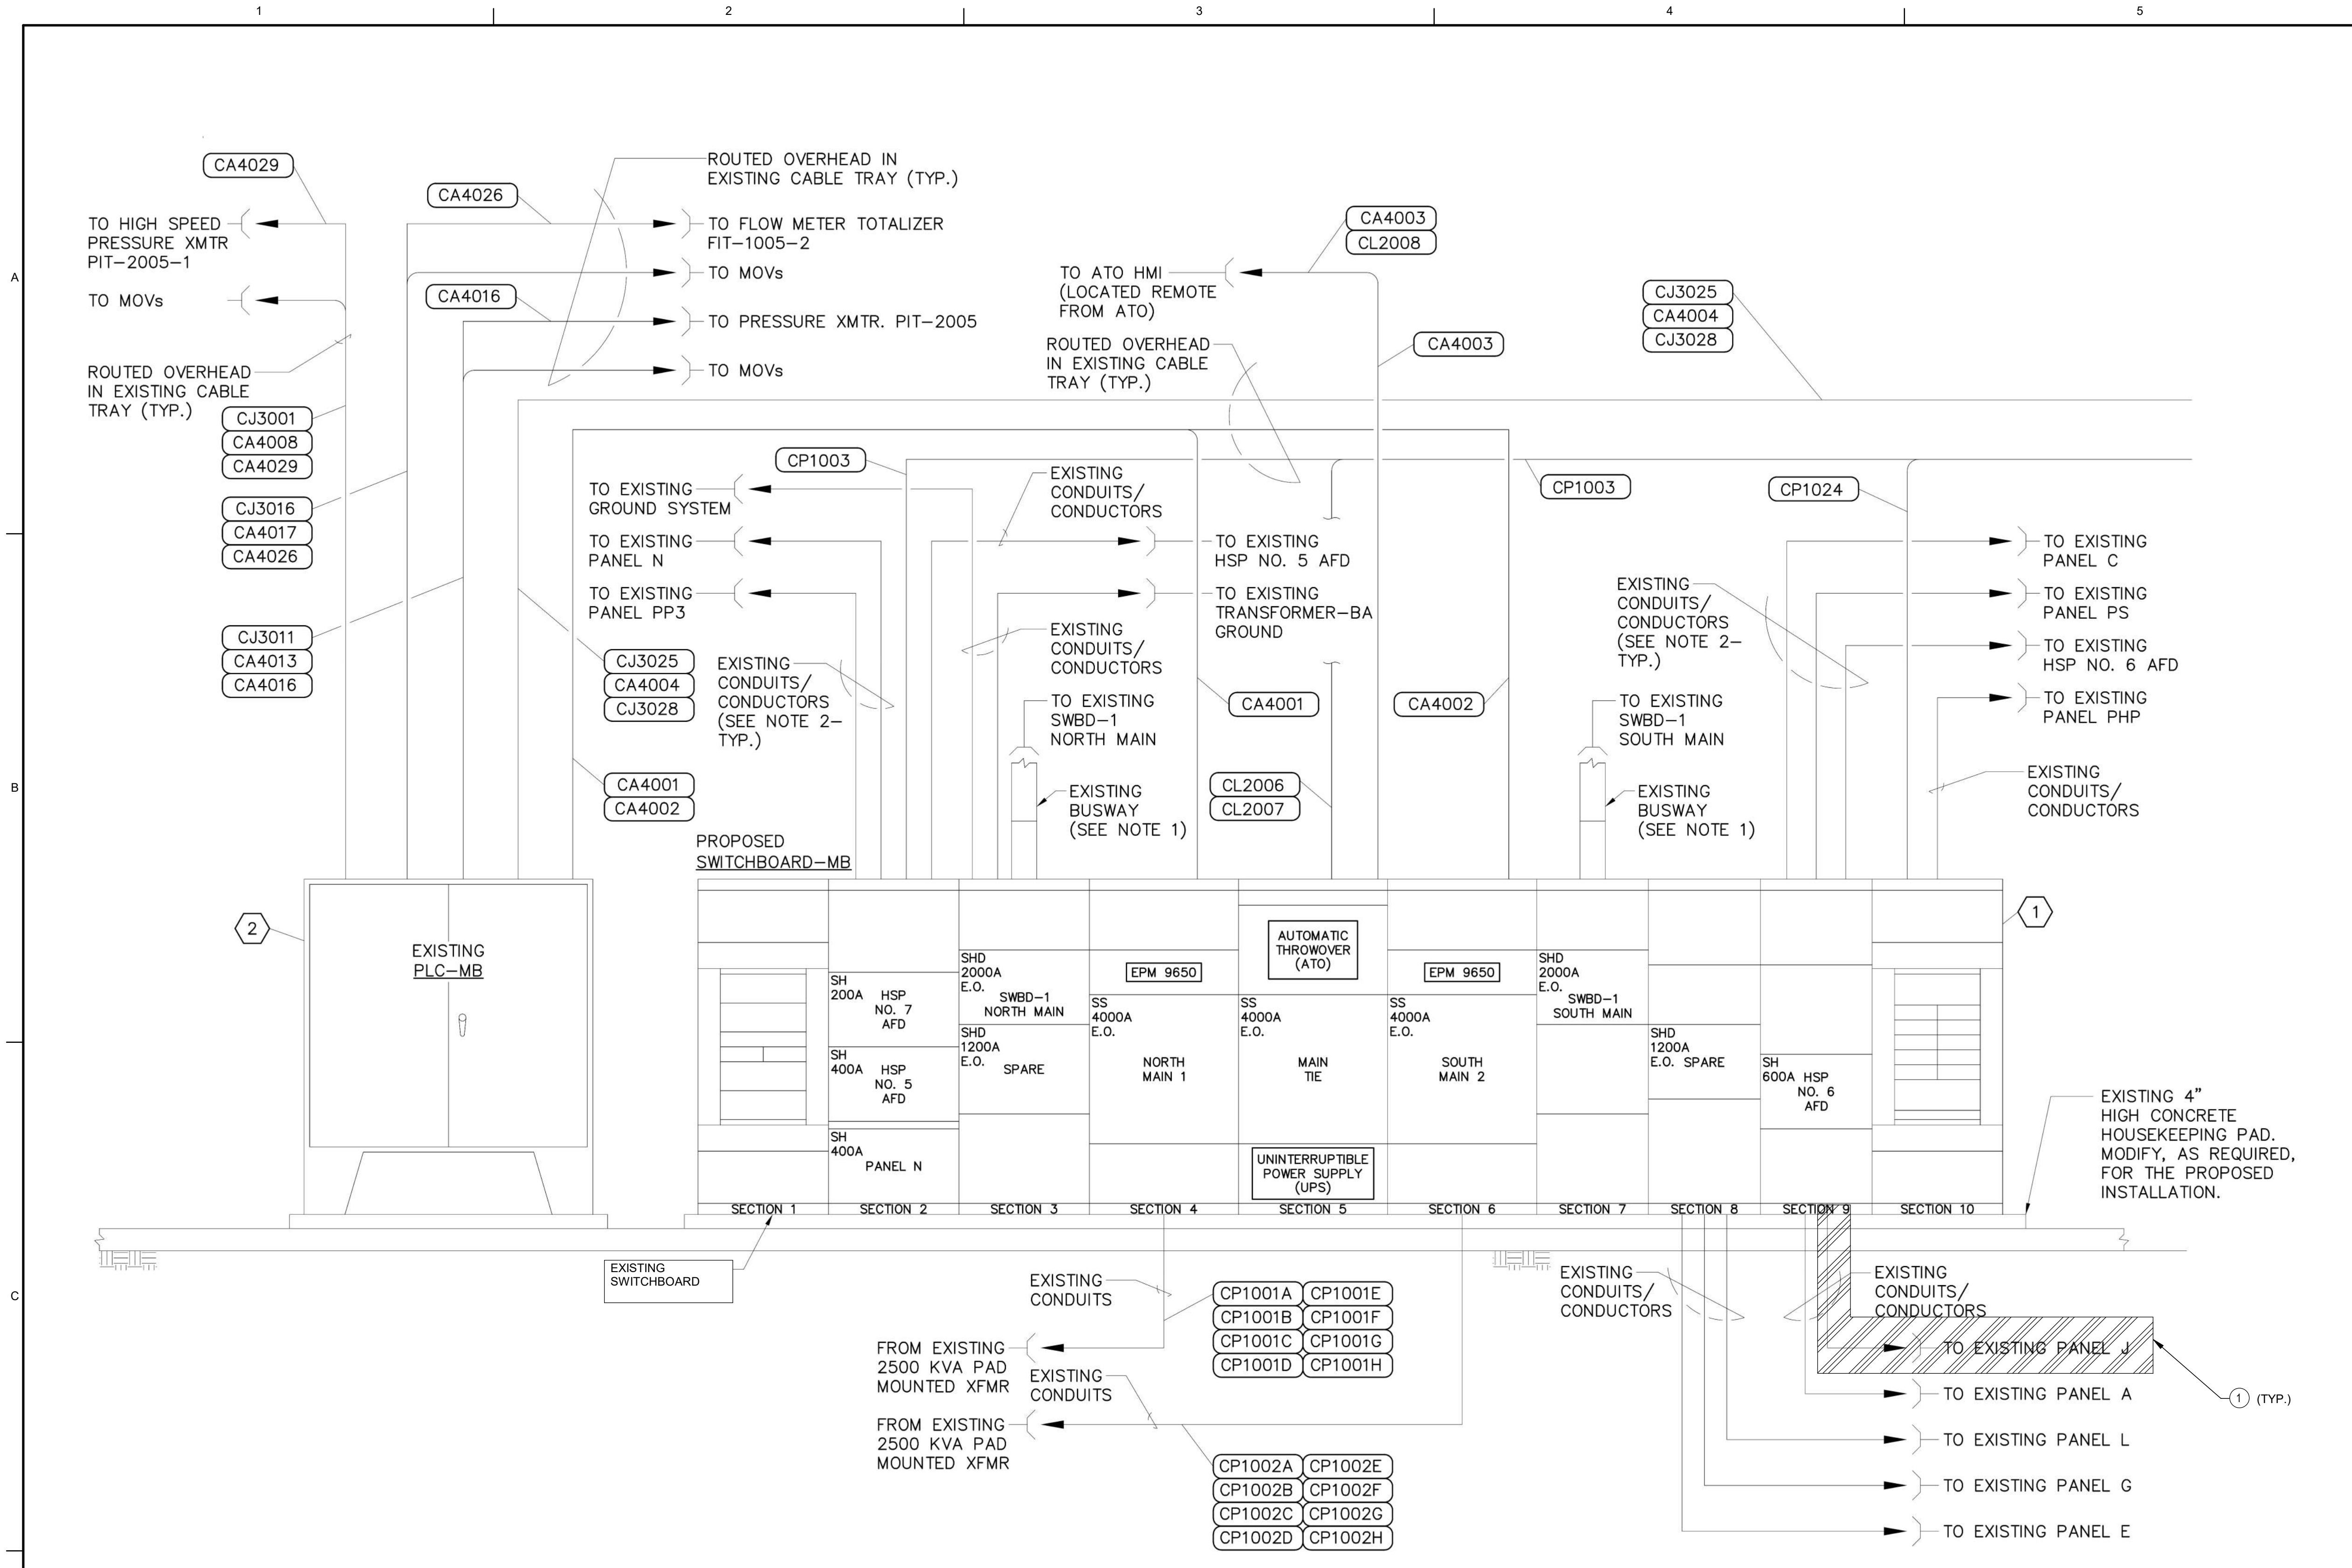 1
2
3
4
5
A
B
C
CA4029
TO HIGH SPEED
PRESSURE XMTR
PIT-2005-1
TO MOVs
ROUTED OVERHEAD
IN EXISTING CABLE
TRAY (TYP.)
CJ3001
CA4008
CA4029
CJ3016
CA4017
CA4026
CJ3011
CA4013
CA4016
CA4026
CA4016
ROUTED OVERHEAD IN
EXISTING CABLE TRAY (TYP.)
TO FLOW METER TOTALIZER
FIT-1005-2
TO MOVs
TO PRESSURE XMTR. PIT-2005
TO MOVs
CA4003
CL2008
TO ATO HMI
(LOCATED REMOTE
FROM ATO)
ROUTED OVERHEAD
IN EXISTING CABLE
TRAY (TYP.)
CA4003
CJ3025
CA4004
CJ3028
CP1003
TO EXISTING
GROUND SYSTEM
TO EXISTING
PANEL N
TO EXISTING
PANEL PP3
EXISTING
CONDUITS/
CONDUCTORS
TO EXISTING
HSP NO. 5 AFD
TO EXISTING
TRANSFORMER-BA
GROUND
EXISTING
CONDUITS/
CONDUCTORS
CP1003
CP1024
TO EXISTING
PANEL C
TO EXISTING
PANEL PS
TO EXISTING
HSP NO. 6 AFD
TO EXISTING
PANEL PHP
EXISTING
CONDUITS/
CONDUCTORS
(SEE NOTE 2-
TYP.)
CJ3025
CA4004
CJ3028
EXISTING
CONDUITS/
CONDUCTORS
(SEE NOTE 2-
TYP.)
TO EXISTING
SWBD-1
NORTH MAIN
CA4001
CA4002
TO EXISTING
SWBD-1
SOUTH MAIN
CA4001
CA4002
EXISTING
BUSWAY
(SEE NOTE 1)
CL2006
CL2007
EXISTING
BUSWAY
(SEE NOTE 1)
EXISTING
CONDUITS/
CONDUCTORS
PROPOSED
SWITCHBOARD-MB
2
EXISTING
PLC-MB
1
SH
200A HSP
NO. 7
AFD
SH
400A HSP
NO. 5
AFD
SH
400A
PANEL N
SHD
2000A
E.O.
SWBD-1
NORTH MAIN
SHD
1200A
E.O.
SPARE
EPM 9650
SS
4000A
E.O.
NORTH
MAIN 1
AUTOMATIC
THROWOVER
(ATO)
SS
4000A
E.O.
MAIN
TIE
UNINTERRUPTIBLE
POWER SUPPLY
(UPS)
EPM 9650
SS
4000A
E.O.
SOUTH
MAIN 2
SHD
2000A
E.O.
SWBD-1
SOUTH MAIN
SHD
1200A
E.O. SPARE
SH
600A HSP
NO. 6
AFD
SECTION 1
SECTION 2
SECTION 3
SECTION 4
SECTION 5
SECTION 6
SECTION 7
SECTION 8
SECTION 9
SECTION 10
EXISTING 4"
HIGH CONCRETE
HOUSEKEEPING PAD.
MODIFY, AS REQUIRED,
FOR THE PROPOSED
INSTALLATION.
EXISTING
SWITCHBOARD
EXISTING
CONDUITS
CP1001A CP1001E
CP1001B CP1001F
CP1001C CP1001G
CP1001D CP1001H
FROM EXISTING
2500 KVA PAD
MOUNTED XFMR
EXISTING
CONDUITS
FROM EXISTING
2500 KVA PAD
MOUNTED XFMR
CP1002A CP1002E
CP1002B CP1002F
CP1002C CP1002G
CP1002D CP1002H
EXISTING
CONDUITS/
CONDUCTORS
EXISTING
CONDUITS/
CONDUCTORS
TO EXISTING PANEL J
TO EXISTING PANEL A
TO EXISTING PANEL L
TO EXISTING PANEL G
TO EXISTING PANEL E
1 (TYP.)